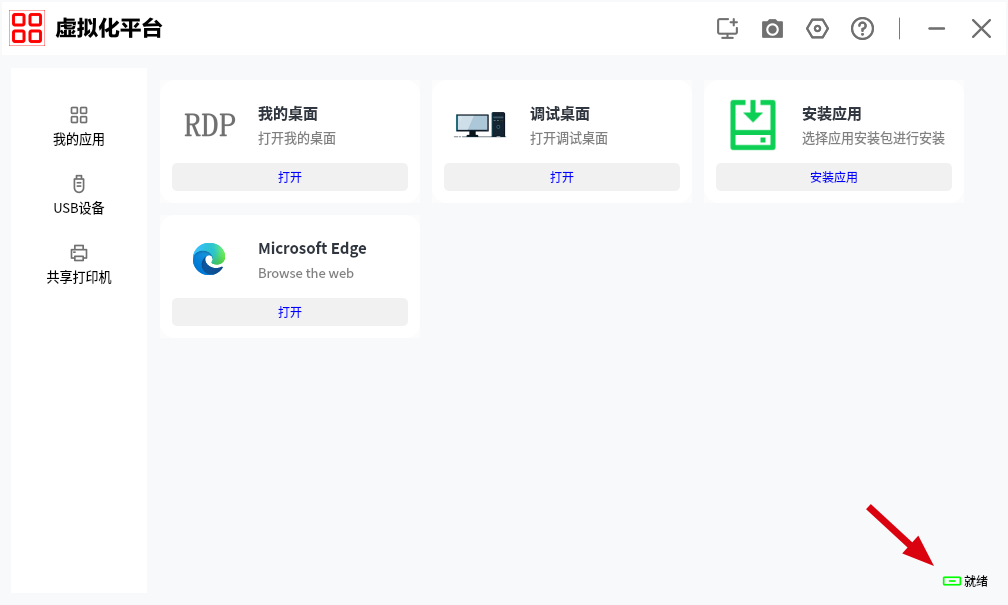 虚拟化平台
我的应用
USB设备
共享打印机
RDP
我的桌面
打开我的桌面
打开
调试桌面
打开调试桌面
打开
安装应用
选择应用安装包进行安装
安装应用
Microsoft Edge
Browse the web
打开
就绪